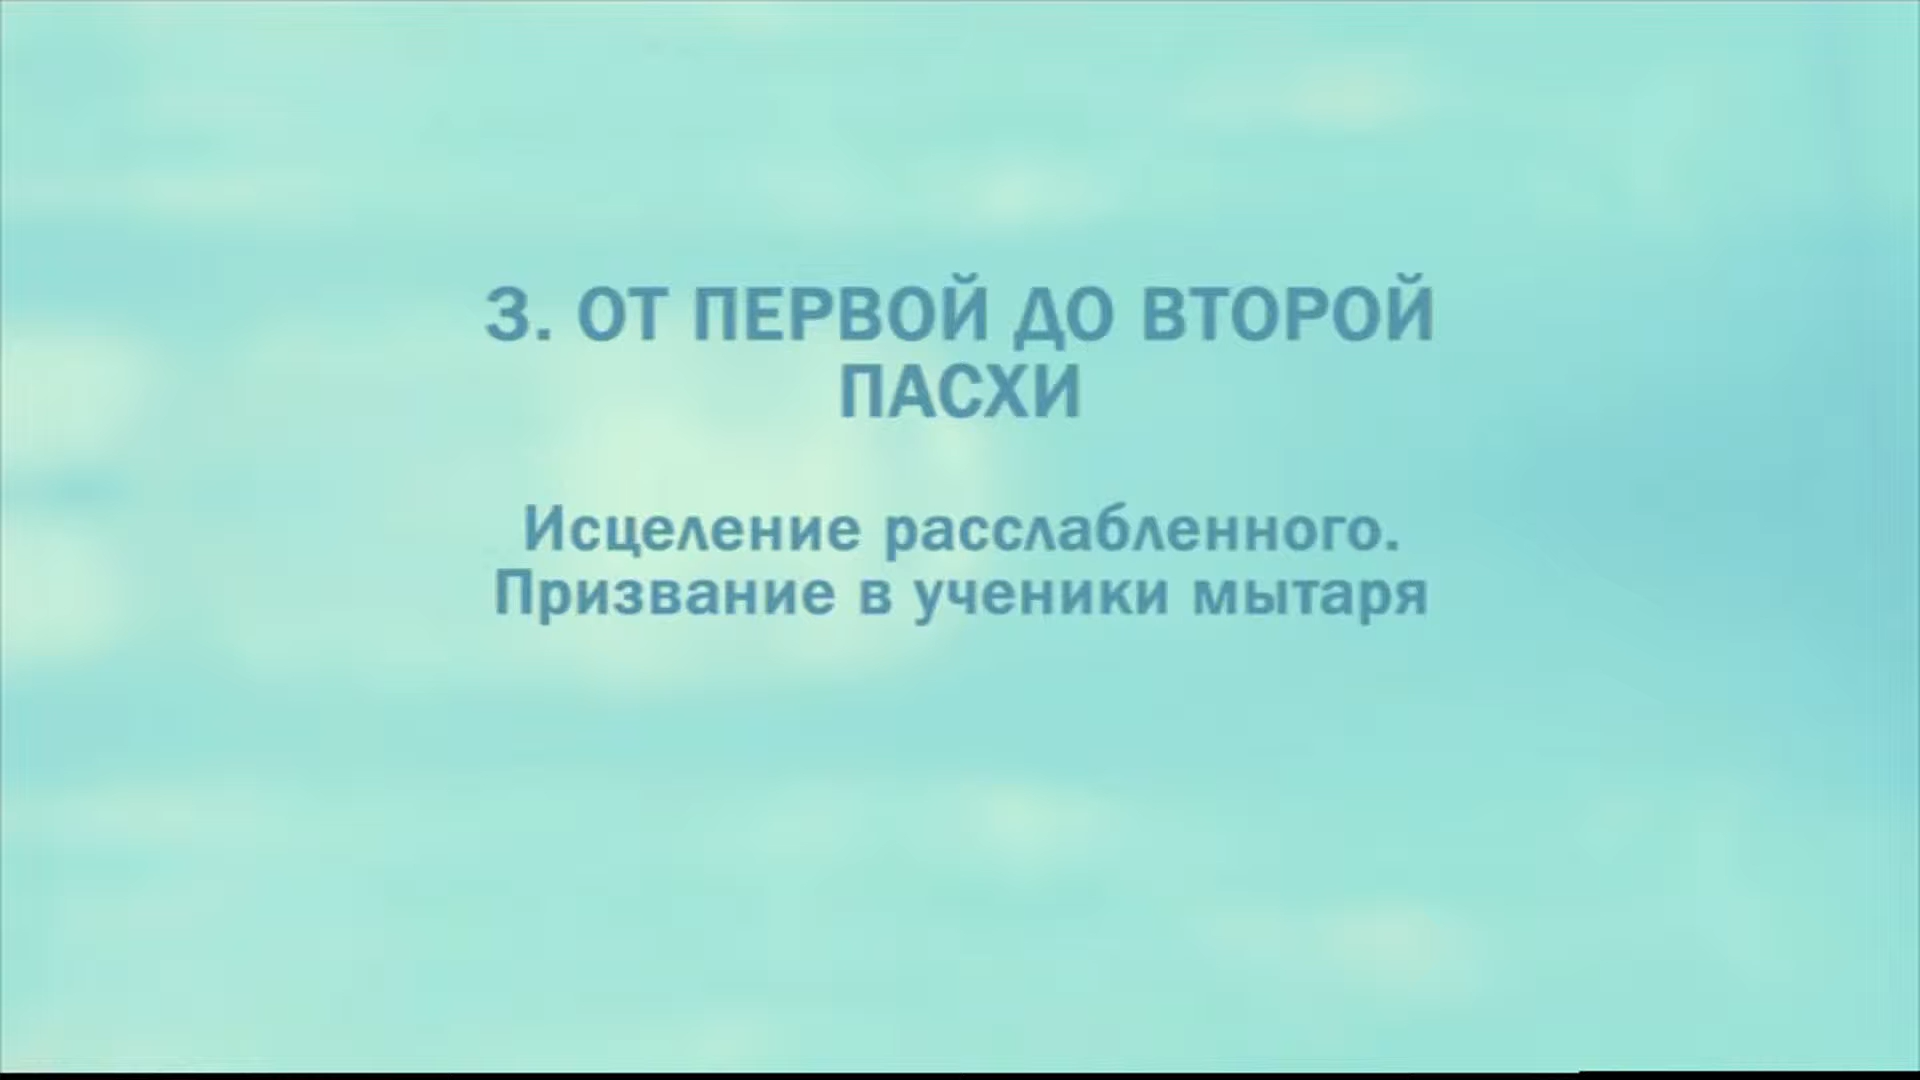 3. ОТ ПЕРВОЙ ДО ВТОРОЙ
ПАСХИ
Исцеление расслабленного.
Призвание в ученики мытаря